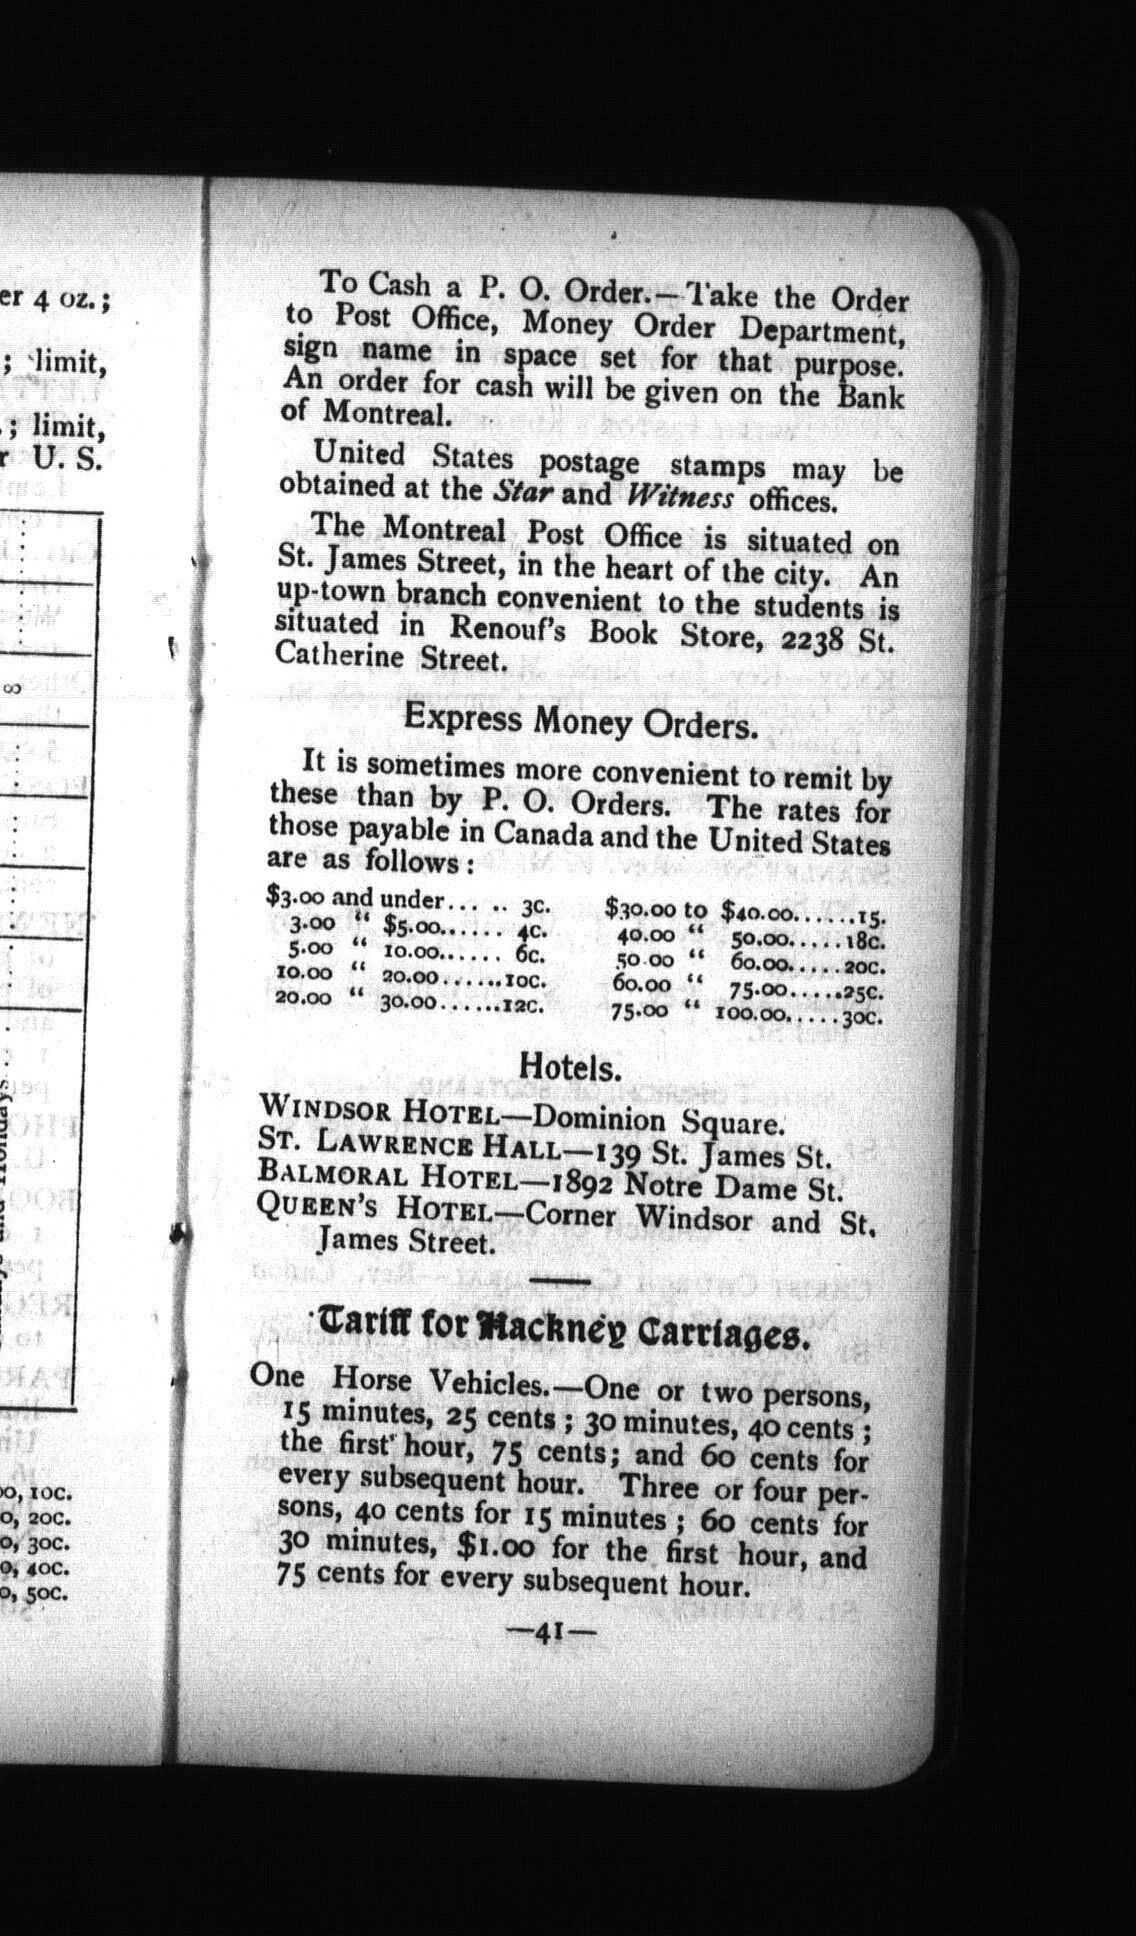 er 4 oz.;
; limit,
.; limit,
r U. S.
8
and Holidays..
00, 10c.
0, 20c.
0, 30c.
0, 40c.
0, 50c.
To Cash a P. O. Order.—Take the Order
to Post Office, Money Order Department,
sign name in space set for that purpose.
An order for cash will be given on the Bank
of Montreal.
United States postage stamps may be
obtained at the Star and Witness offices.
The Montreal Post Office is situated on
St. James Street, in the heart of the city. An
up-town branch convenient to the students is
situated in Renouf's Book Store, 2238 St.
Catherine Street.
Express Money Orders.
It is sometimes more convenient to remit by
these than by P. O. Orders. The rates for
those payable in Canada and the United States
are as follows:
$3.00 and under..... 3c. $30.00 to $40.00......15.
3.00 " $5.00...... 4c. 40.00 " 50.00.....18c.
5.00 " 10.00...... 6c. 50.00 " 60.00.....20c.
10.00 " 20.00......10c. 60.00 " 75.00.....25c.
20.00 " 30.00......12c. 75.00 " 100.00.....30c.
Hotels.
WINDSOR HOTEL—Dominion Square.
ST. LAWRENCE HALL—139 St. James St.
BALMORAL HOTEL—1892 Notre Dame St.
QUEEN'S HOTEL—Corner Windsor and St.
James Street.
Tariff for Hackney Carriages.
One Horse Vehicles.—One or two persons,
15 minutes, 25 cents; 30 minutes, 40 cents;
the first hour, 75 cents; and 60 cents for
every subsequent hour. Three or four per-
sons, 40 cents for 15 minutes; 60 cents for
30 minutes, $1.00 for the first hour, and
75 cents for every subsequent hour.
—41—